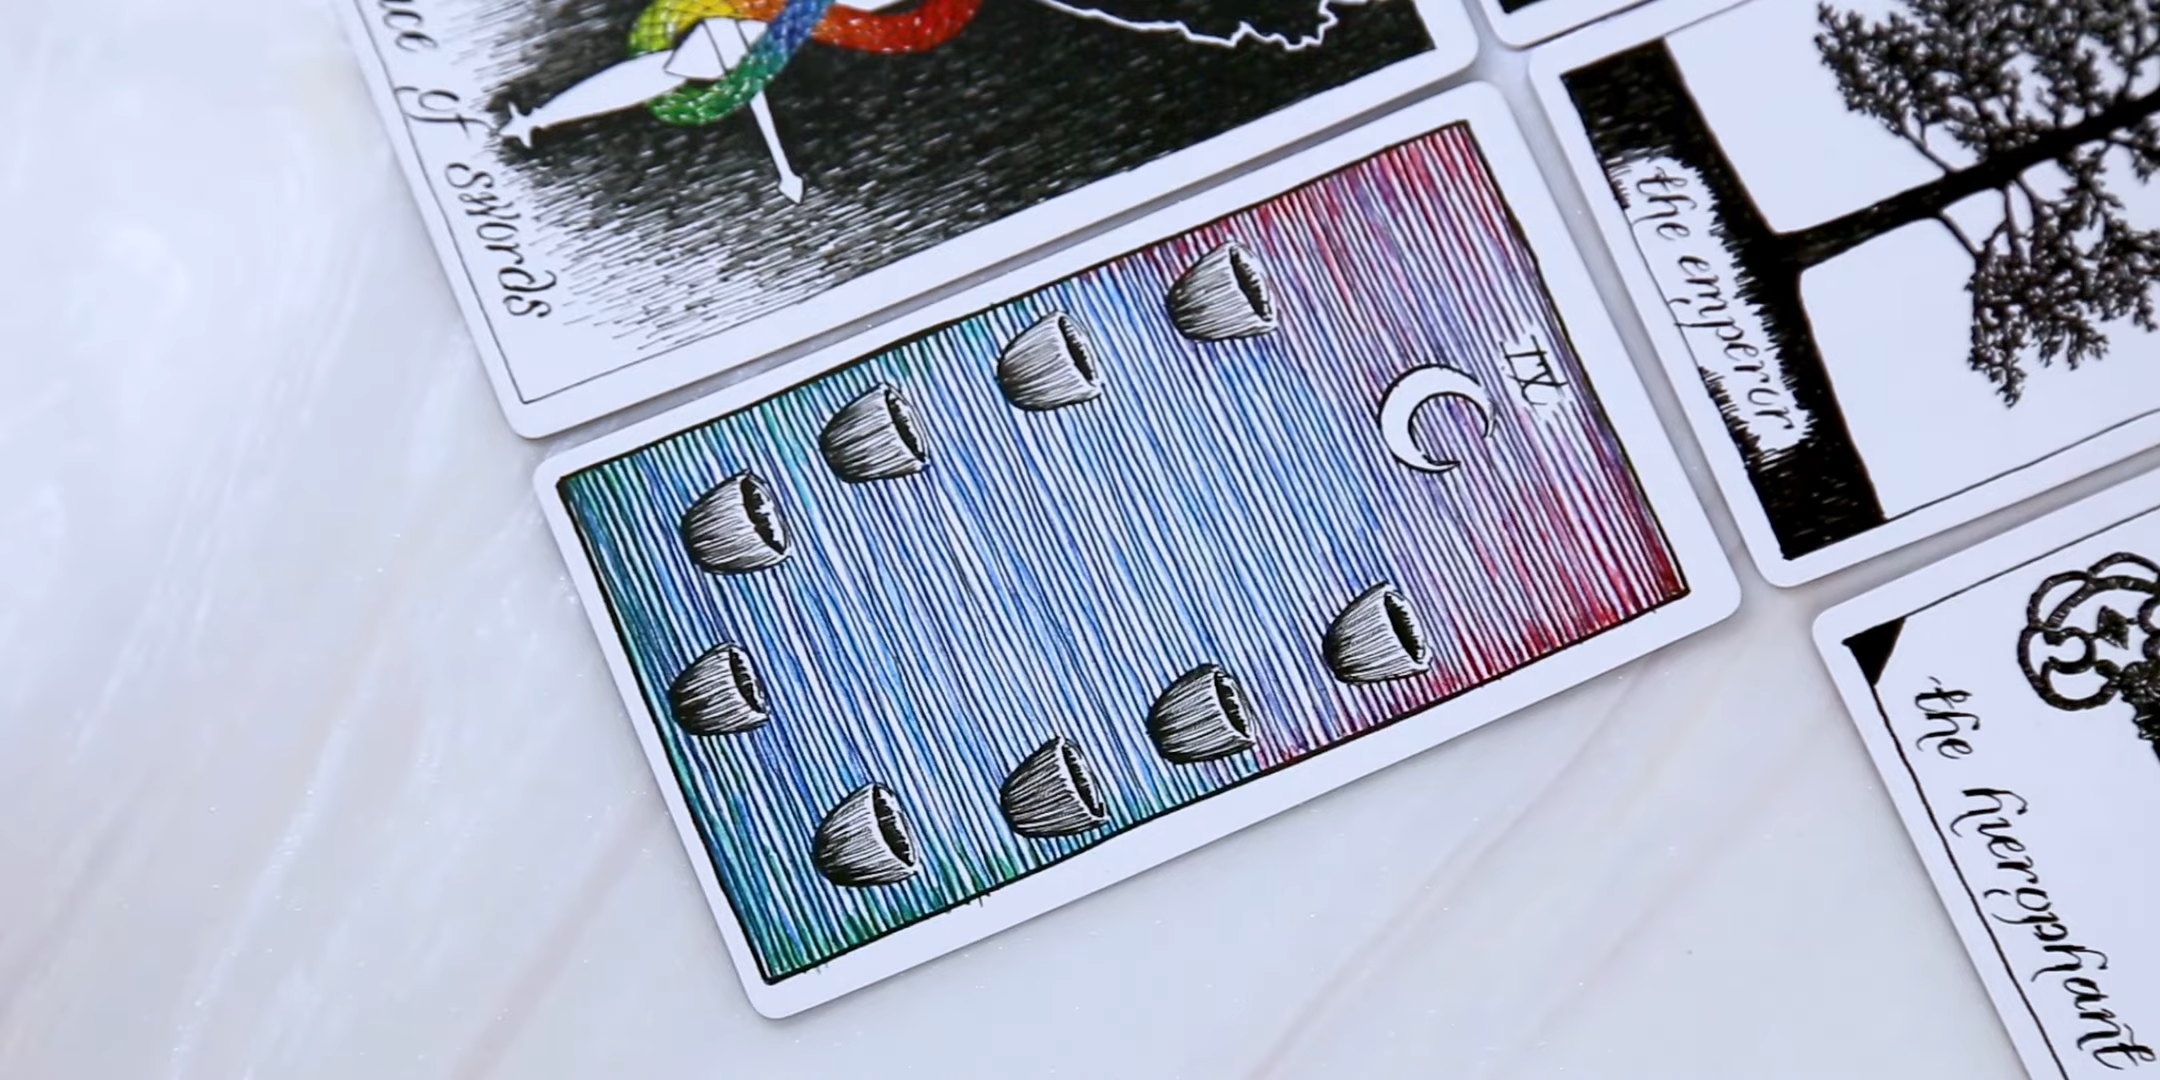 ace of swords
IX
the emperor
the hierophant